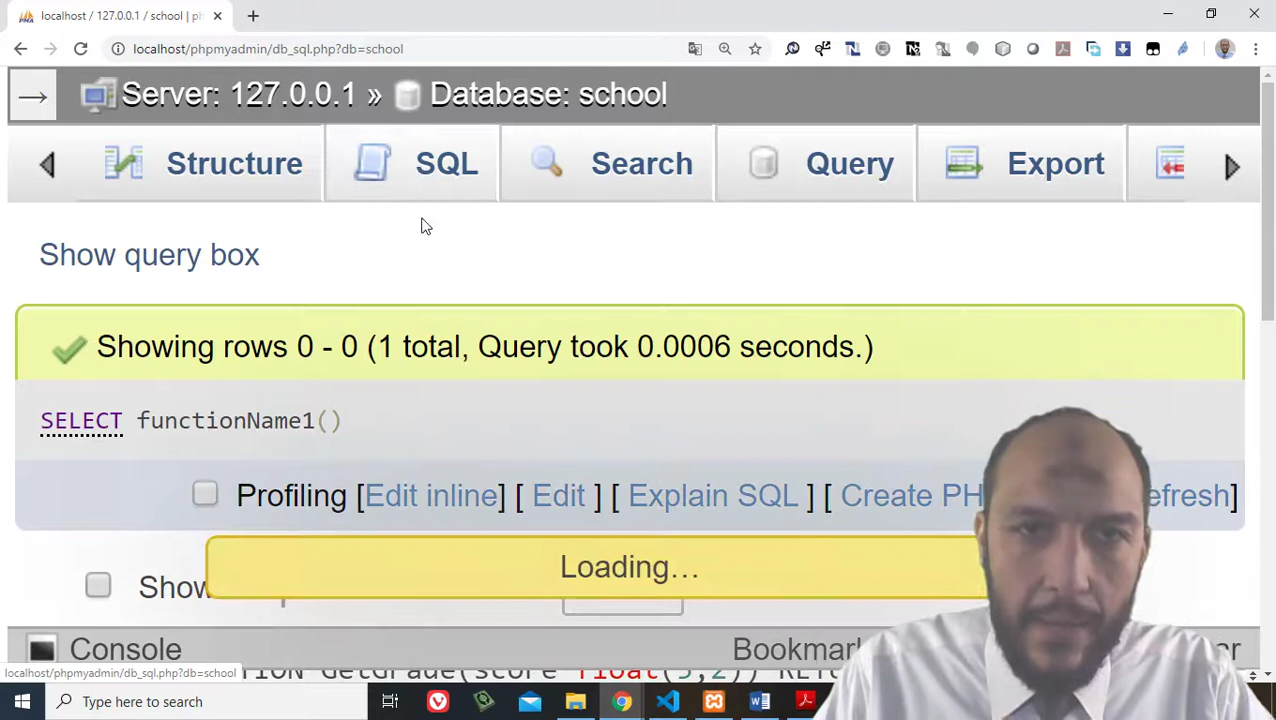 localhost / 127.0.0.1 / school | ph
localhost/phpmyadmin/db_sql.php?db=school
Server: 127.0.0.1 » Database: school
Structure
SQL
Search
Query
Export
Show query box
Showing rows 0 - 0 (1 total, Query took 0.0006 seconds.)
SELECT functionName1()
Profiling [Edit inline] [ Edit ] [ Explain SQL ] [ Create PH efresh]
Loading…
Show
Console
Bookmar
localhost/phpmyadmin/db_sql.php?db=school
Type here to search